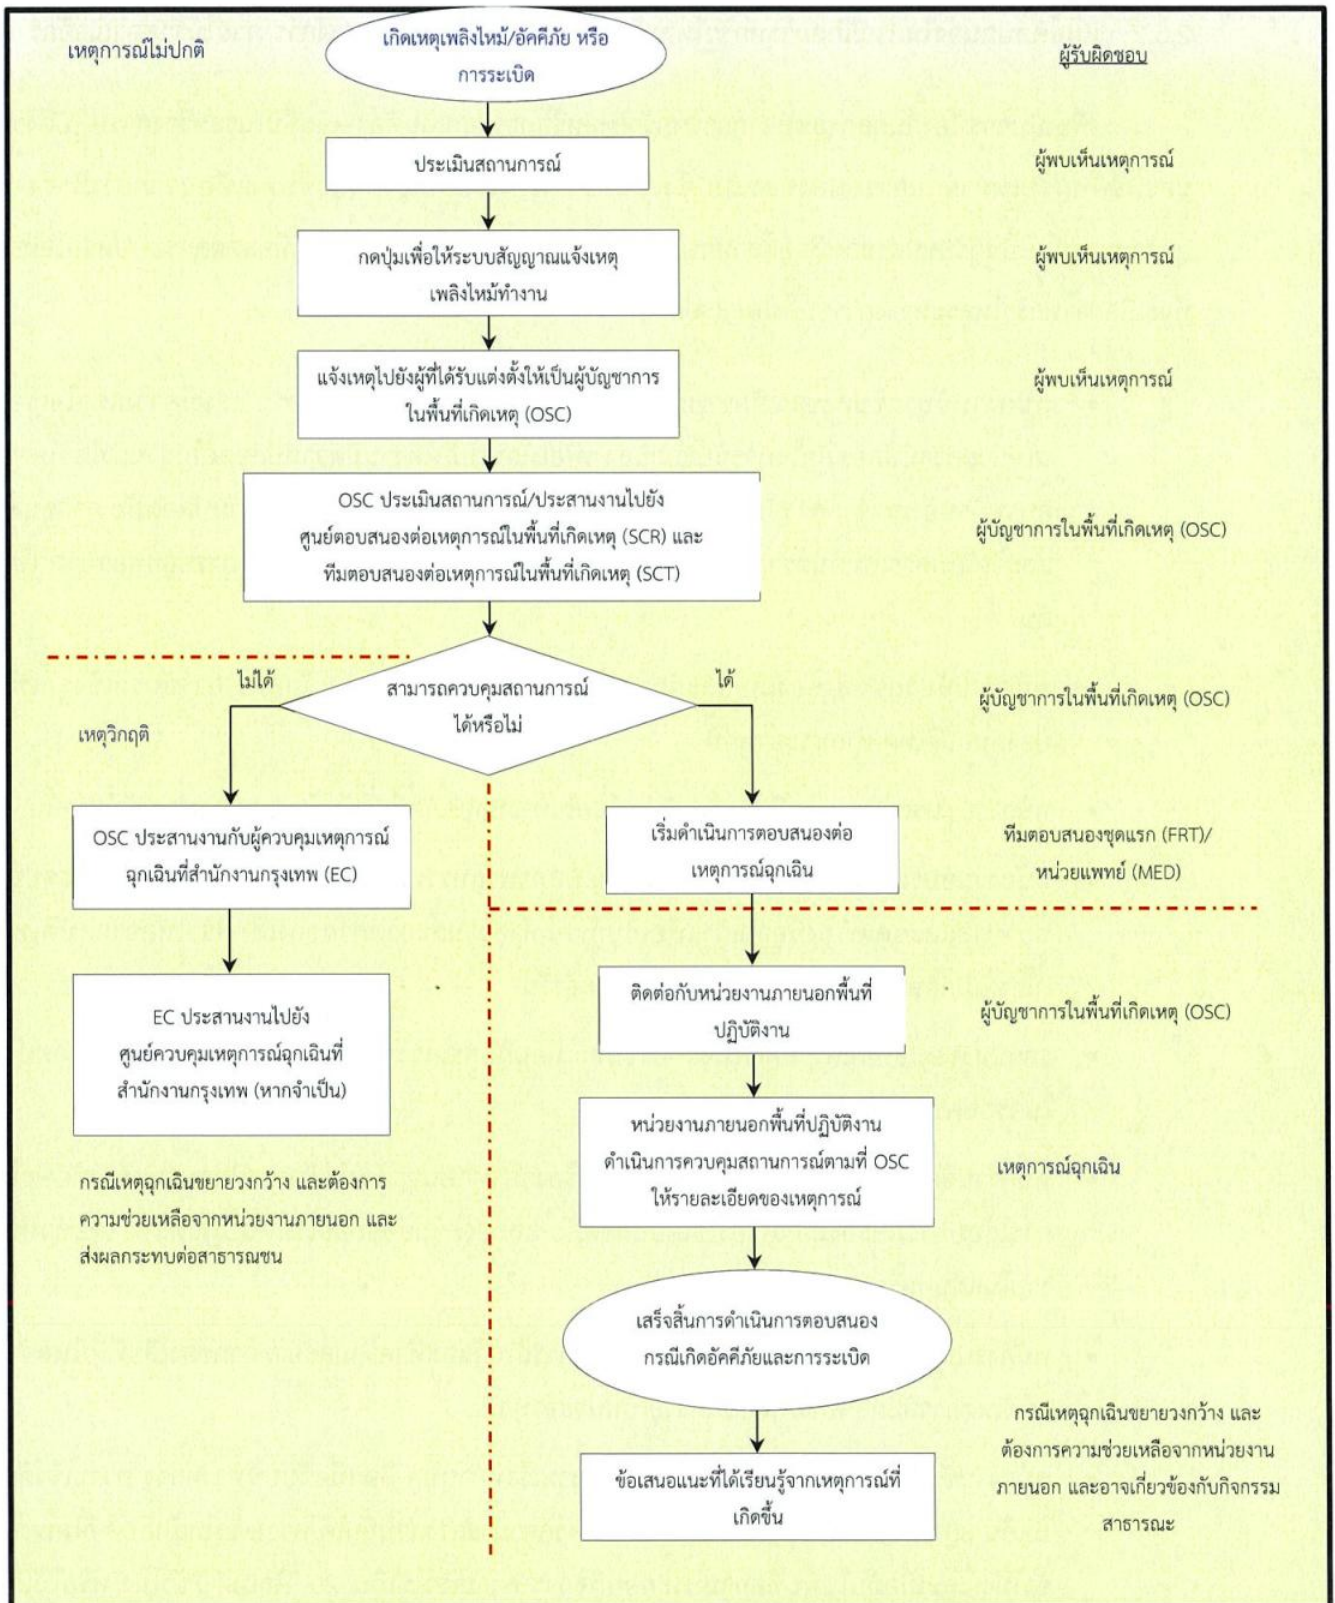 เหตุการณ์ไม่ปกติ
เกิดเหตุเพลิงไหม้/อัคคีภัย หรือ
การระเบิด
ผู้รับผิดชอบ
ประเมินสถานการณ์
ผู้พบเห็นเหตุการณ์
กดปุ่มเพื่อให้ระบบสัญญาณแจ้งเหตุ
เพลิงไหม้ทำงาน
ผู้พบเห็นเหตุการณ์
แจ้งเหตุไปยังผู้ที่ได้รับแต่งตั้งให้เป็นผู้บัญชาการ
ในพื้นที่เกิดเหตุ (OSC)
ผู้พบเห็นเหตุการณ์
OSC ประเมินสถานการณ์/ประสานงานไปยัง
ศูนย์ตอบสนองต่อเหตุการณ์ในพื้นที่เกิดเหตุ (SCR) และ
ทีมตอบสนองต่อเหตุการณ์ในพื้นที่เกิดเหตุ (SCT)
ผู้บัญชาการในพื้นที่เกิดเหตุ (OSC)
ไม่ได้
สามารถควบคุมสถานการณ์
ได้หรือไม่
ได้
ผู้บัญชาการในพื้นที่เกิดเหตุ (OSC)
เหตุวิกฤติ
OSC ประสานงานกับผู้ควบคุมเหตุการณ์
ฉุกเฉินที่สำนักงานกรุงเทพ (EC)
เริ่มดำเนินการตอบสนองต่อ
เหตุการณ์ฉุกเฉิน
ทีมตอบสนองชุดแรก (FRT)/
หน่วยแพทย์ (MED)
EC ประสานงานไปยัง
ศูนย์ควบคุมเหตุการณ์ฉุกเฉินที่
สำนักงานกรุงเทพ (หากจำเป็น)
ติดต่อกับหน่วยงานภายนอกพื้นที่
ปฏิบัติงาน
ผู้บัญชาการในพื้นที่เกิดเหตุ (OSC)
หน่วยงานภายนอกพื้นที่ปฏิบัติงาน
ดำเนินการควบคุมสถานการณ์ตามที่ OSC
ให้รายละเอียดของเหตุการณ์
เหตุการณ์ฉุกเฉิน
กรณีเหตุฉุกเฉินขยายวงกว้าง และต้องการ
ความช่วยเหลือจากหน่วยงานภายนอก และ
ส่งผลกระทบต่อสาธารณชน
เสร็จสิ้นการดำเนินการตอบสนอง
กรณีเกิดอัคคีภัยและการระเบิด
ข้อเสนอแนะที่ได้เรียนรู้จากเหตุการณ์ที่
เกิดขึ้น
กรณีเหตุฉุกเฉินขยายวงกว้าง และ
ต้องการความช่วยเหลือจากหน่วยงาน
ภายนอก และอาจเกี่ยวข้องกับกิจกรรม
สาธารณะ